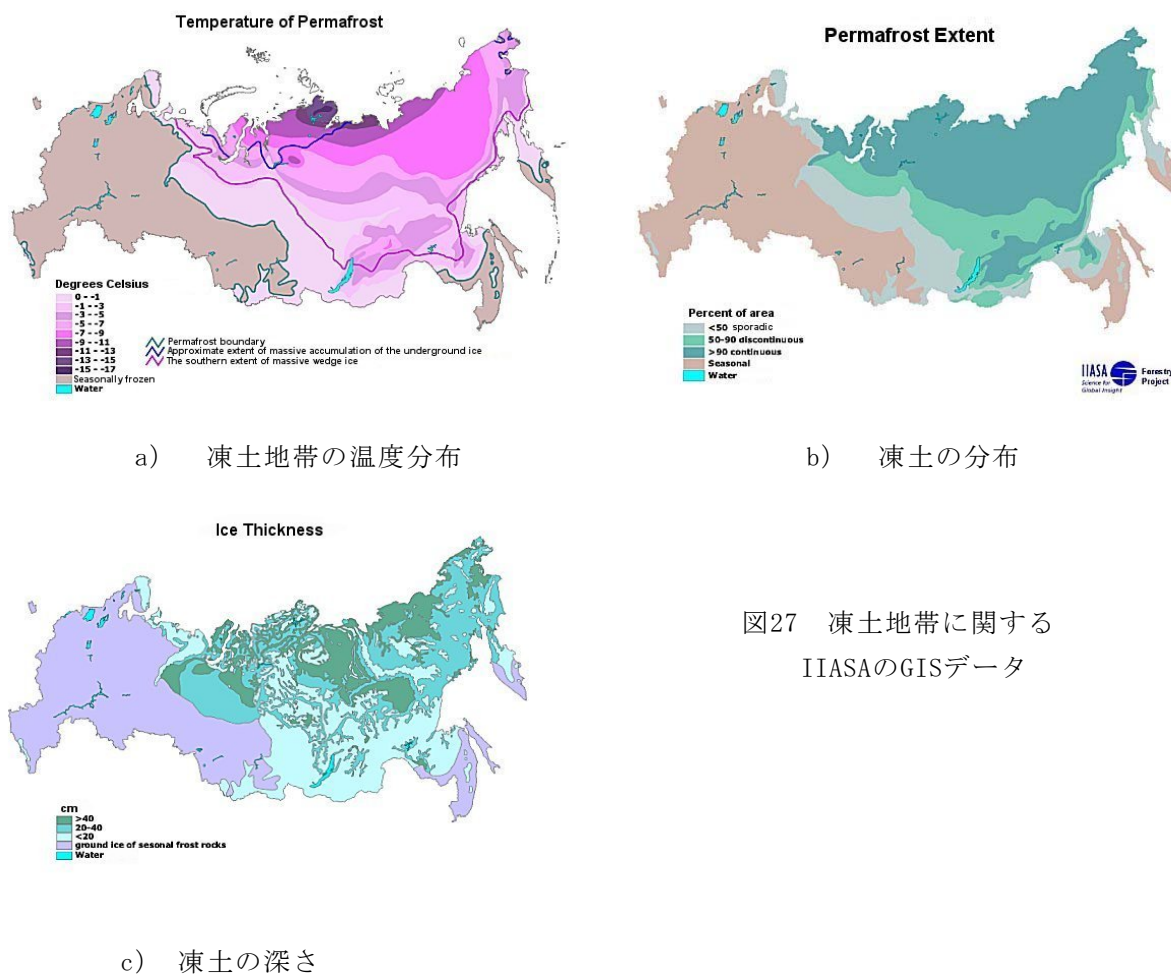 Temperature of Permafrost
Degrees Celsius
0 - -1
-1 - -3
-3 - -5
-5 - -7
-7 - -9
-9 - -11
-11 - -13
-13 - -15
-15 - -17
Seasonally frozen
Water
Permafrost boundary
Approximate extent of massive accumulation of the underground ice
The southern extent of massive wedge ice
a) 凍土地帯の温度分布
Permafrost Extent
Percent of area
<50 sporadic
50-90 discontinuous
>90 continuous
Seasonal
Water
IIASA
Science for
Global Insight
Forestry
Project
b) 凍土の分布
Ice Thickness
cm
>40
20-40
<20
ground ice of sesonal frost rocks
Water
c) 凍土の深さ
図27 凍土地帯に関する
IIASAのGISデータ